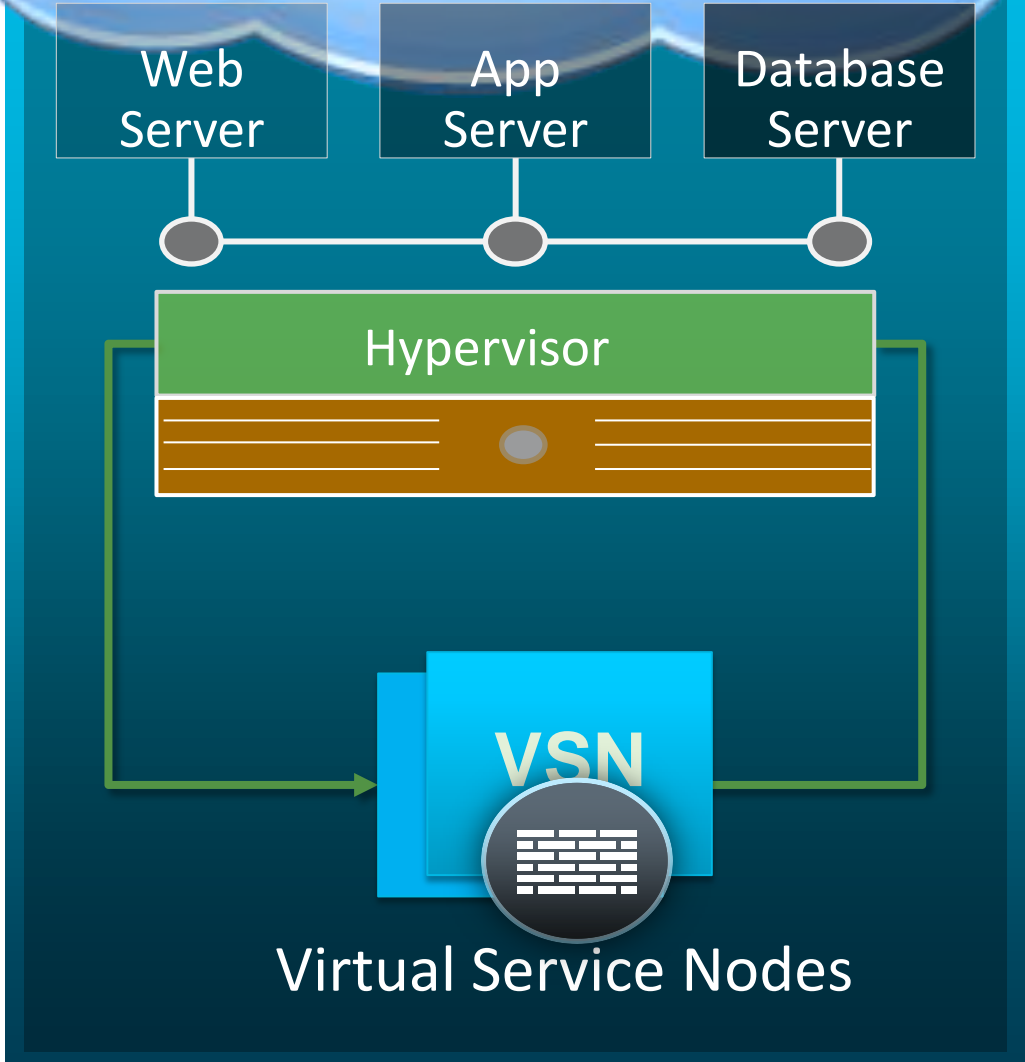 Web
Server
App
Server
Database
Server
Hypervisor
VSN
Virtual Service Nodes